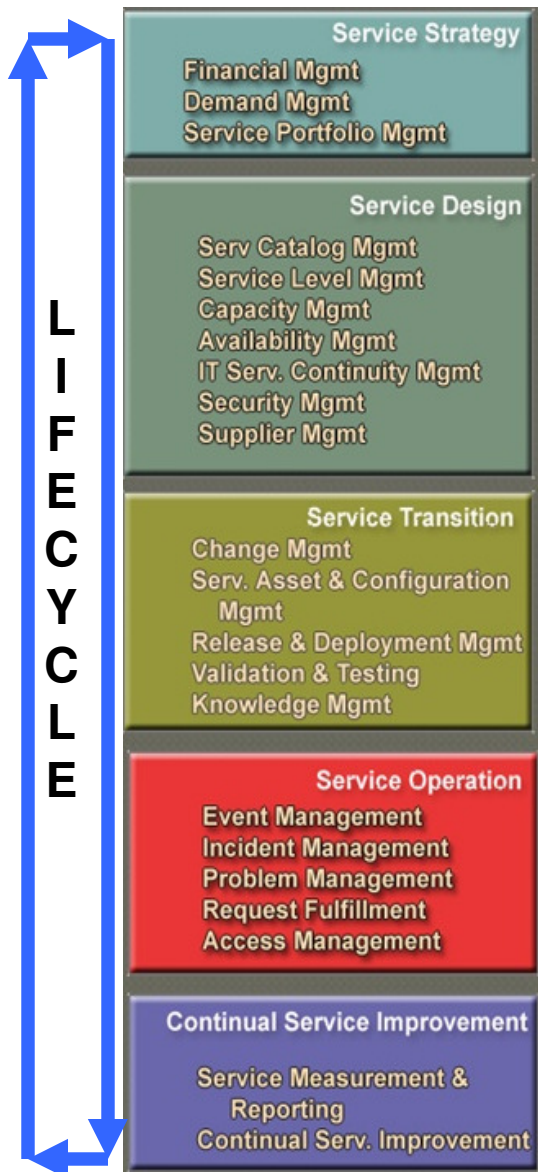 LIFECYCLE
Service Strategy
Financial Mgmt
Demand Mgmt
Service Portfolio Mgmt
Service Design
Serv Catalog Mgmt
Service Level Mgmt
Capacity Mgmt
Availability Mgmt
IT Serv. Continuity Mgmt
Security Mgmt
Supplier Mgmt
Service Transition
Change Mgmt
Serv. Asset & Configuration
Mgmt
Release & Deployment Mgmt
Validation & Testing
Knowledge Mgmt
Service Operation
Event Management
Incident Management
Problem Management
Request Fulfillment
Access Management
Continual Service Improvement
Service Measurement &
Reporting
Continual Serv. Improvement